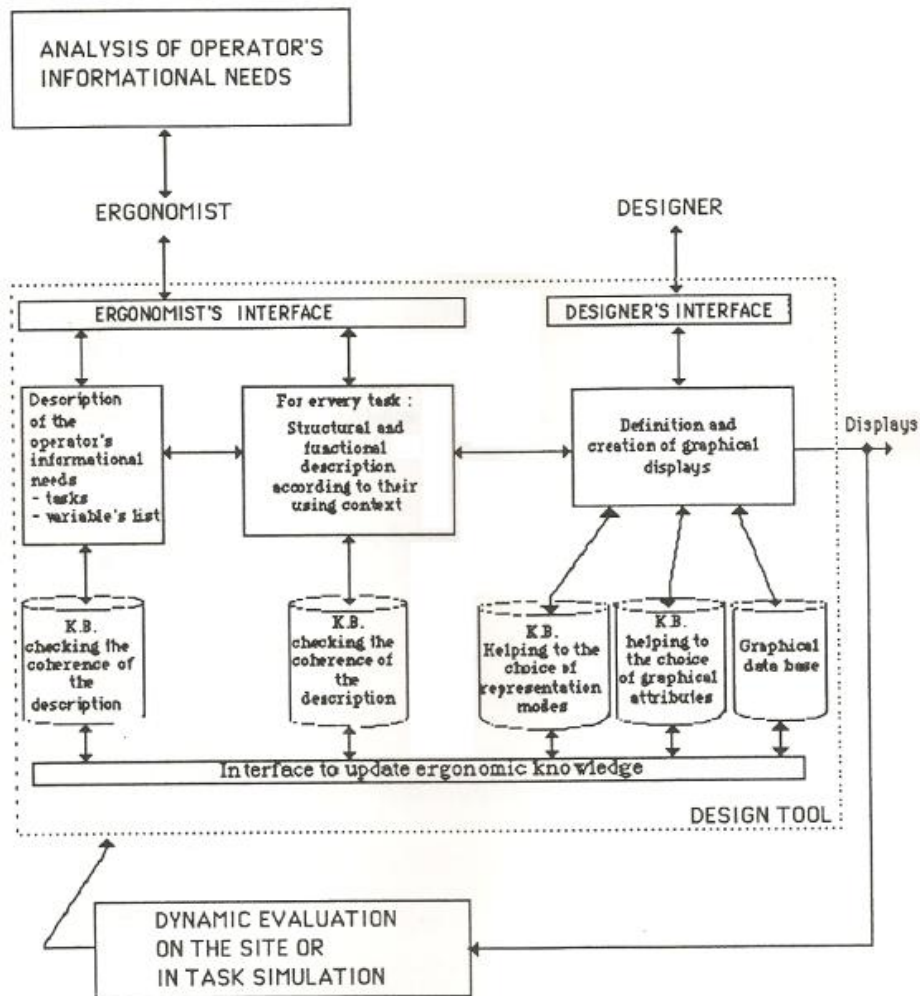 ANALYSIS OF OPERATOR'S
INFORMATIONAL NEEDS
ERGONOMIST
DESIGNER
ERGONOMIST'S INTERFACE
DESIGNER'S INTERFACE
Description
of the
operator's
informational
needs
- tasks
- variable's list
For ervery task :
Structural and
functional
description
according to their
using context
Definition and
creation of graphical
displays
Displays
K.B.
checking the
coherence of
the
description
K.B.
checking the
coherence of
the
description
K.B.
Helping to the
choice of
representation
modes
K.B.
helping to
the choice
of graphical
attributes
Graphical
data base
Interface to update ergonomic knowledge
DESIGN TOOL
DYNAMIC EVALUATION
ON THE SITE OR
IN TASK SIMULATION